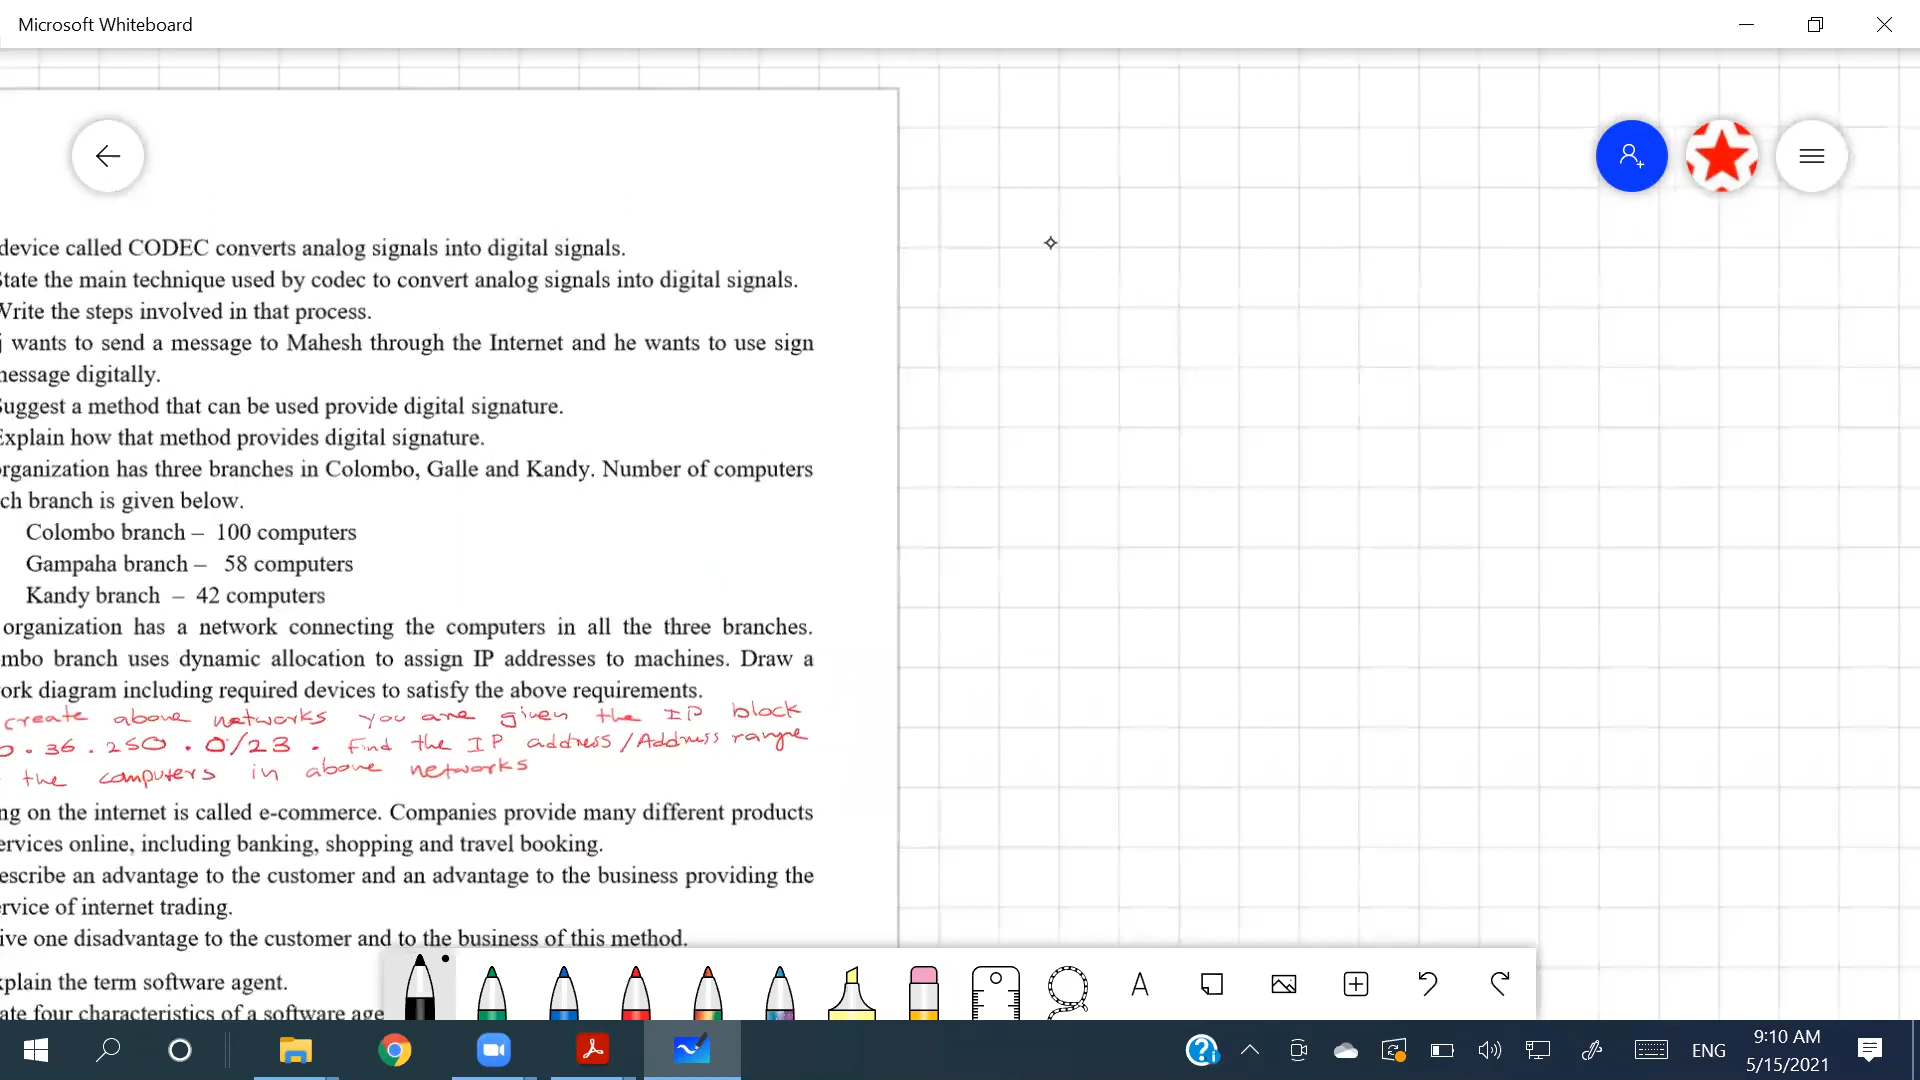 Microsoft Whiteboard
device called CODEC converts analog signals into digital signals.
State the main technique used by codec to convert analog signals into digital signals.
Write the steps involved in that process.
wants to send a message to Mahesh through the Internet and he wants to use sign
message digitally.
Suggest a method that can be used provide digital signature.
Explain how that method provides digital signature.
organization has three branches in Colombo, Galle and Kandy. Number of computers
ch branch is given below.
Colombo branch – 100 computers
Gampaha branch – 58 computers
Kandy branch – 42 computers
organization has a network connecting the computers in all the three branches.
mbo branch uses dynamic allocation to assign IP addresses to machines. Draw a
ork diagram including required devices to satisfy the above requirements.
create above networks you are given the IP block
0.36.250.0/23. Find the IP address/Address range
the computers in above networks
ng on the internet is called e-commerce. Companies provide many different products
ervices online, including banking, shopping and travel booking.
escribe an advantage to the customer and an advantage to the business providing the
ervice of internet trading.
ive one disadvantage to the customer and to the business of this method.
xplain the term software agent.
ate four characteristics of a software age
A
ENG
9:10 AM
5/15/2021